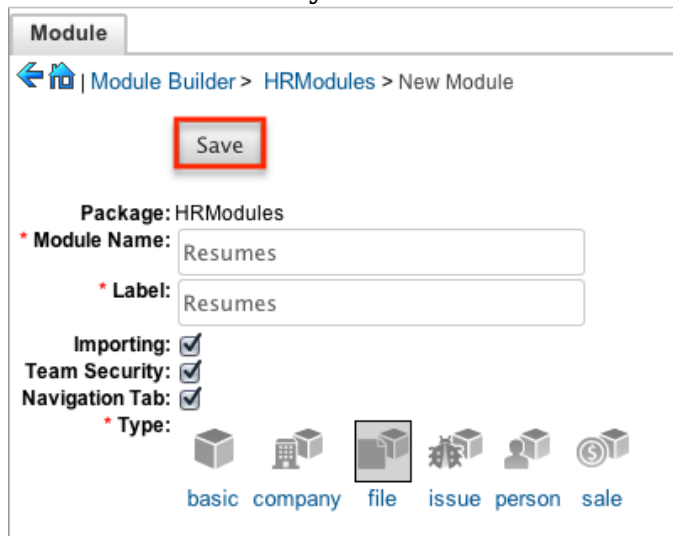 Module
| Module Builder > HRModules > New Module
Save
Package: HRModules
* Module Name: Resumes
* Label: Resumes
Importing:
Team Security:
Navigation Tab:
* Type:
basic company file issue person sale